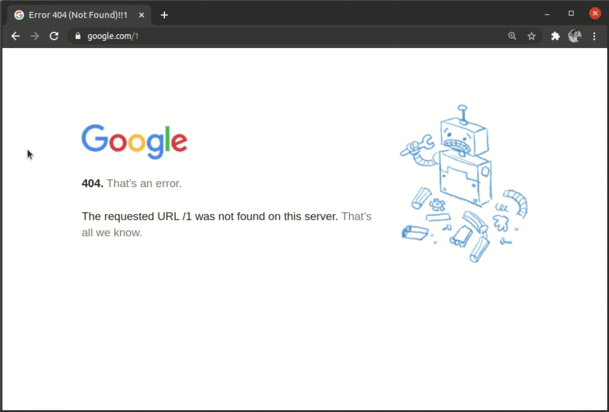 Error 404 (Not Found)!!1
google.com/1
Google
404. That's an error.
The requested URL /1 was not found on this server. That's
all we know.